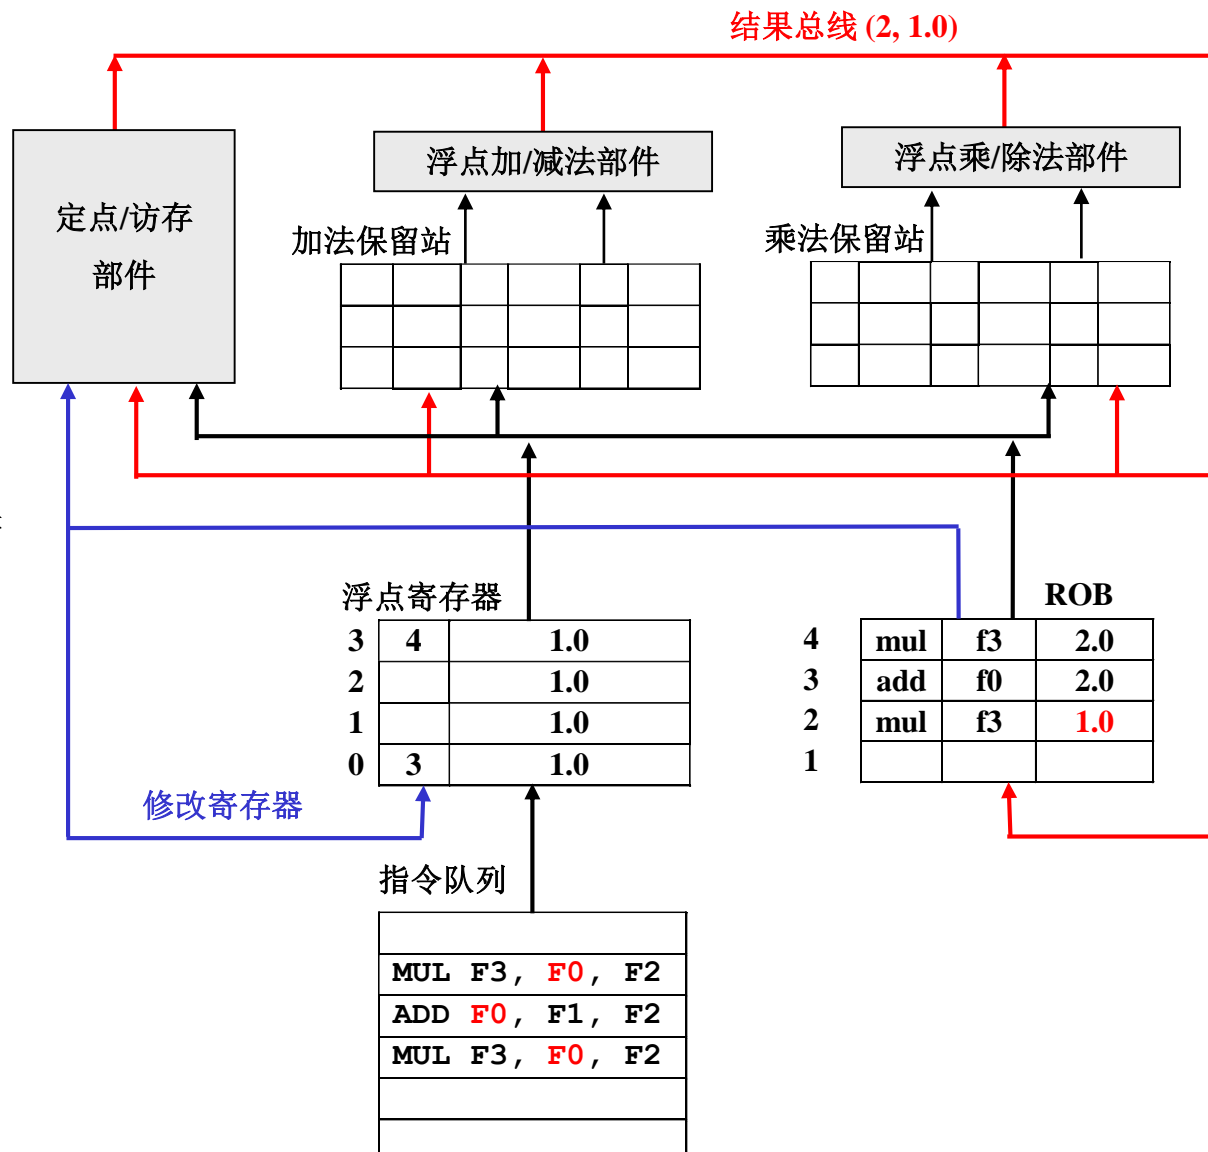 结果总线 (2, 1.0)
定点/访存
部件
浮点加/减法部件
浮点乘/除法部件
加法保留站
乘法保留站
浮点寄存器
3 4 1.0
2 1.0
1 1.0
0 3 1.0
ROB
4 mul f3 2.0
3 add f0 2.0
2 mul f3 1.0
1
修改寄存器
指令队列
MUL F3, F0, F2
ADD F0, F1, F2
MUL F3, F0, F2